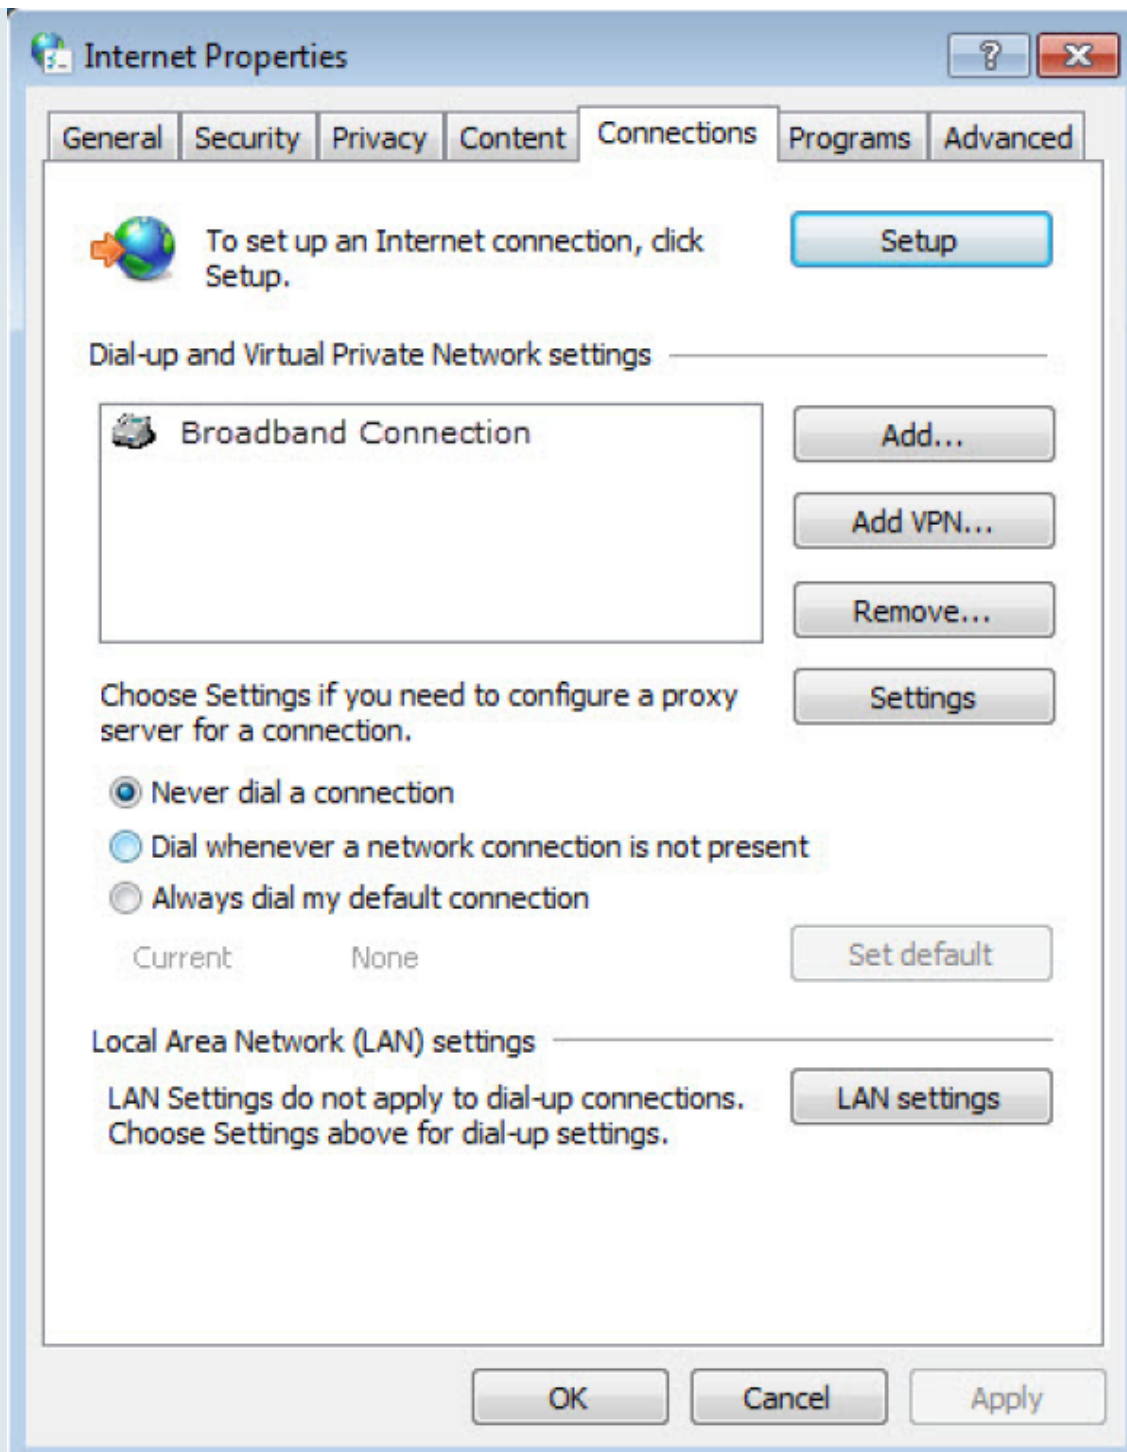 Internet Properties
?
General Security Privacy Content Connections Programs Advanced
To set up an Internet connection, click
Setup.
Setup
Dial-up and Virtual Private Network settings
Broadband Connection
Add...
Add VPN...
Remove...
Choose Settings if you need to configure a proxy
server for a connection.
Settings
Never dial a connection
Dial whenever a network connection is not present
Always dial my default connection
Current None
Set default
Local Area Network (LAN) settings
LAN Settings do not apply to dial-up connections.
Choose Settings above for dial-up settings.
LAN settings
OK Cancel Apply